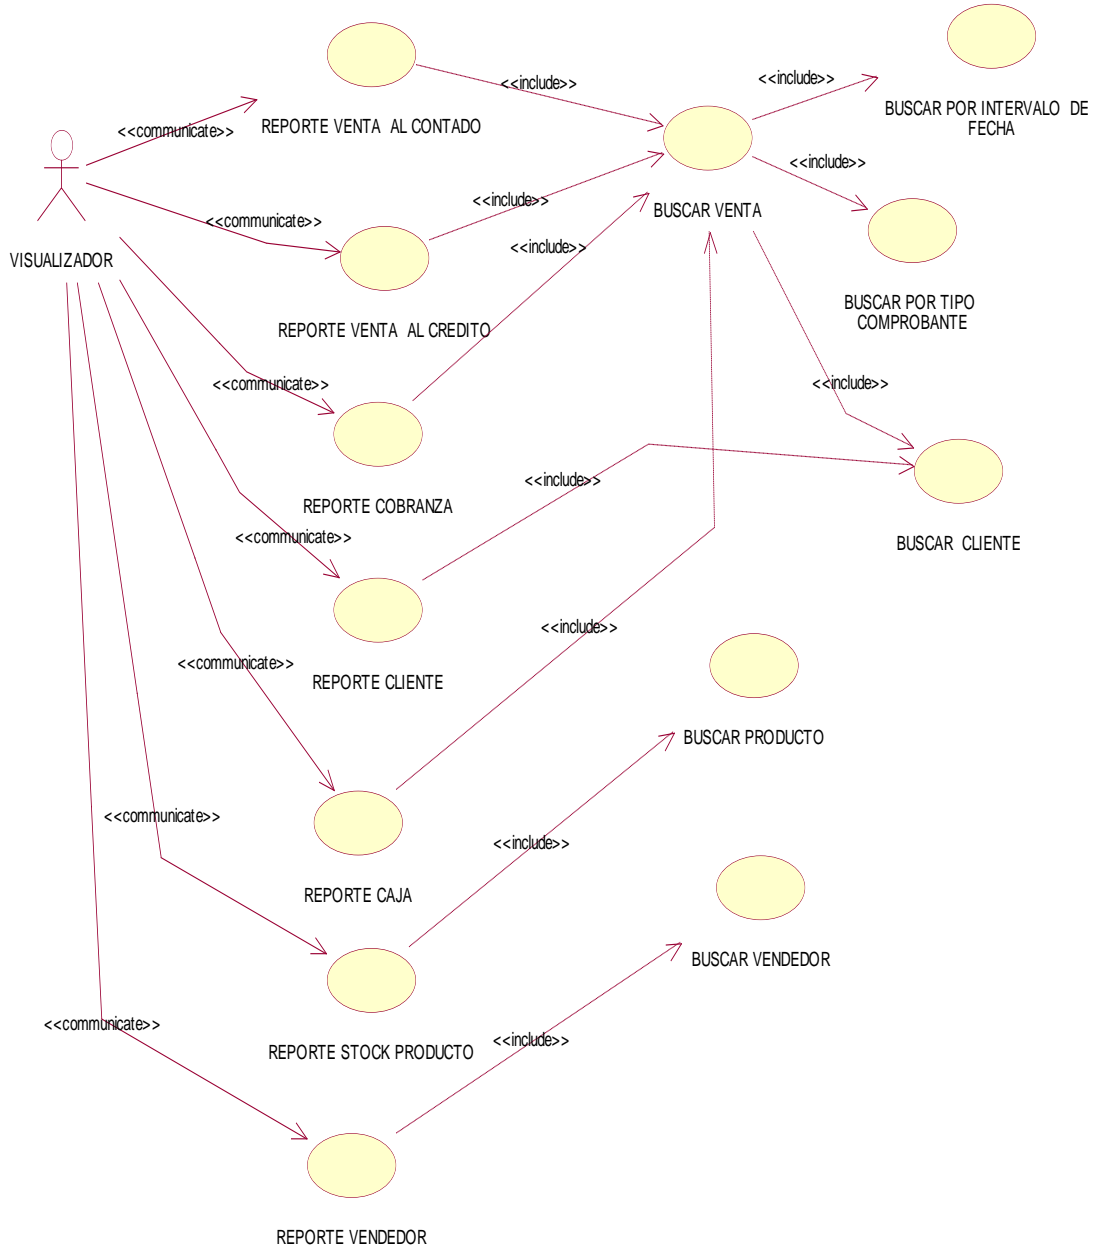 <<include>>
<<include>>
BUSCAR POR INTERVALO DE
FECHA
<<communicate>>
REPORTE VENTA AL CONTADO
<<include>>
<<include>>
BUSCAR VENTA
<<communicate>>
<<include>>
VISUALIZADOR
BUSCAR POR TIPO
COMPROBANTE
REPORTE VENTA AL CREDITO
<<communicate>>
<<include>>
<<include>>
REPORTE COBRANZA
<<communicate>>
BUSCAR CLIENTE
<<include>>
<<communicate>>
REPORTE CLIENTE
BUSCAR PRODUCTO
<<communicate>>
<<include>>
REPORTE CAJA
BUSCAR VENDEDOR
<<communicate>>
<<include>>
REPORTE STOCK PRODUCTO
REPORTE VENDEDOR